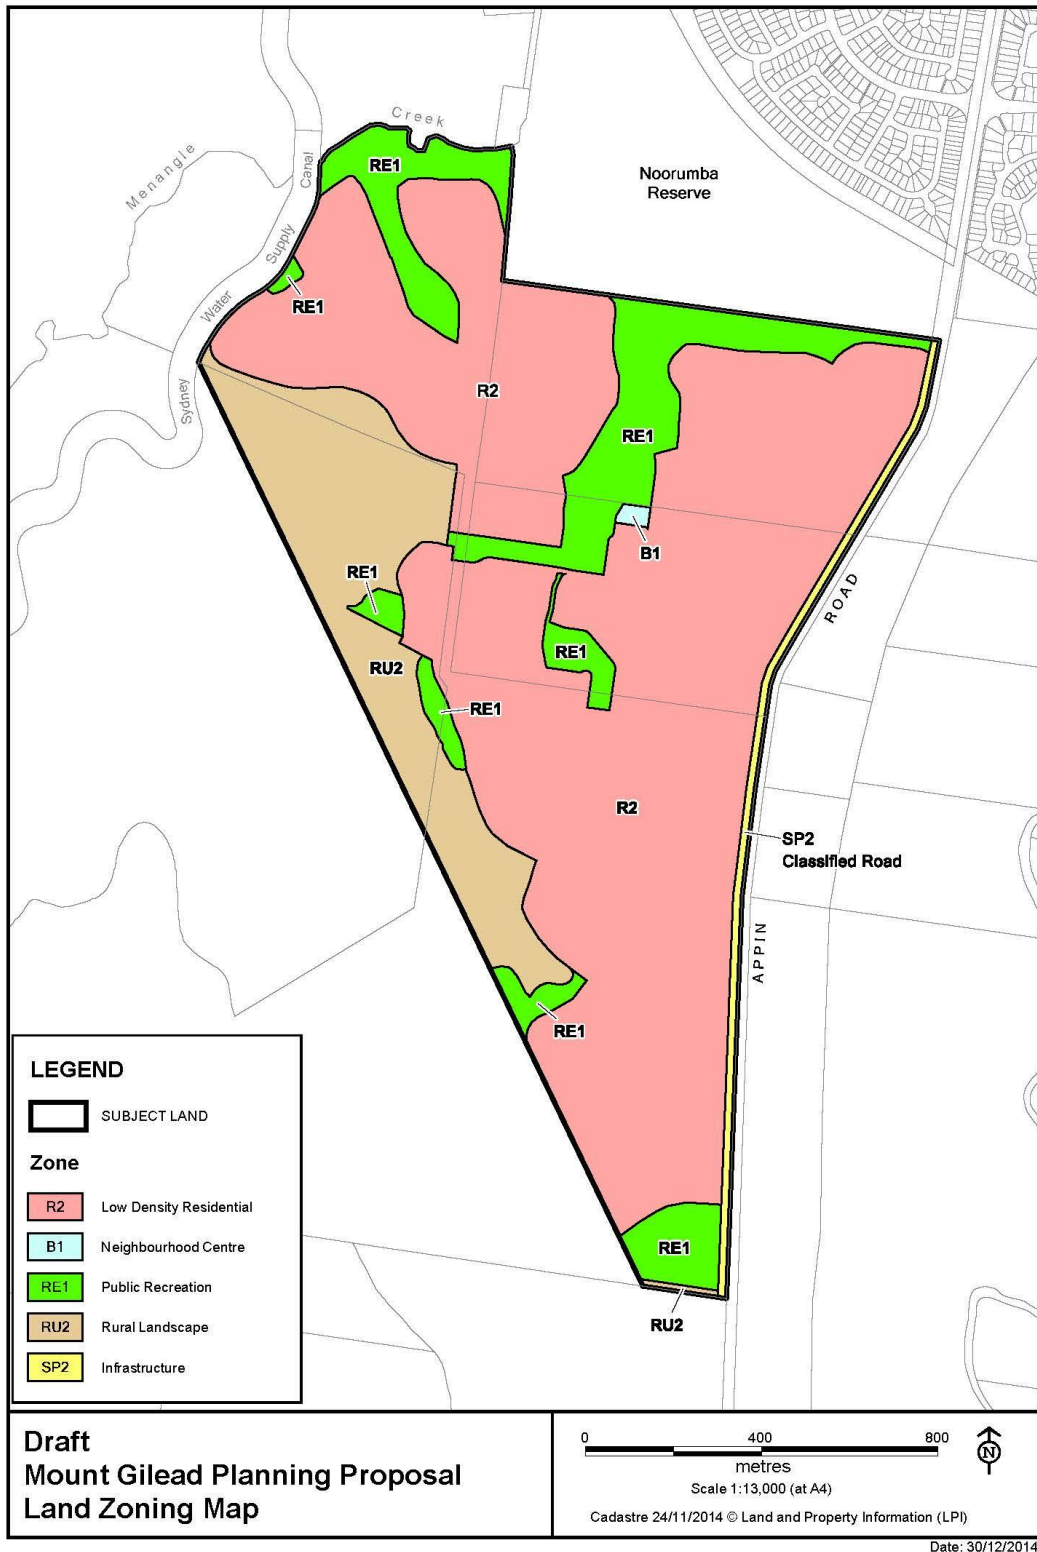 Creek
Menangle
Canal
Supply
Water
Sydney
Noorumba
Reserve
RE1
RE1
R2
RE1
B1
RE1
RE1
RU2
RE1
R2
ROAD
SP2
Classified Road
APPIN
RE1
RE1
RU2
LEGEND
SUBJECT LAND
Zone
R2 Low Density Residential
B1 Neighbourhood Centre
RE1 Public Recreation
RU2 Rural Landscape
SP2 Infrastructure
Draft
Mount Gilead Planning Proposal
Land Zoning Map
0 400 800
metres
Scale 1:13,000 (at A4)
N
Cadastre 24/11/2014 © Land and Property Information (LPI)
Date: 30/12/2014